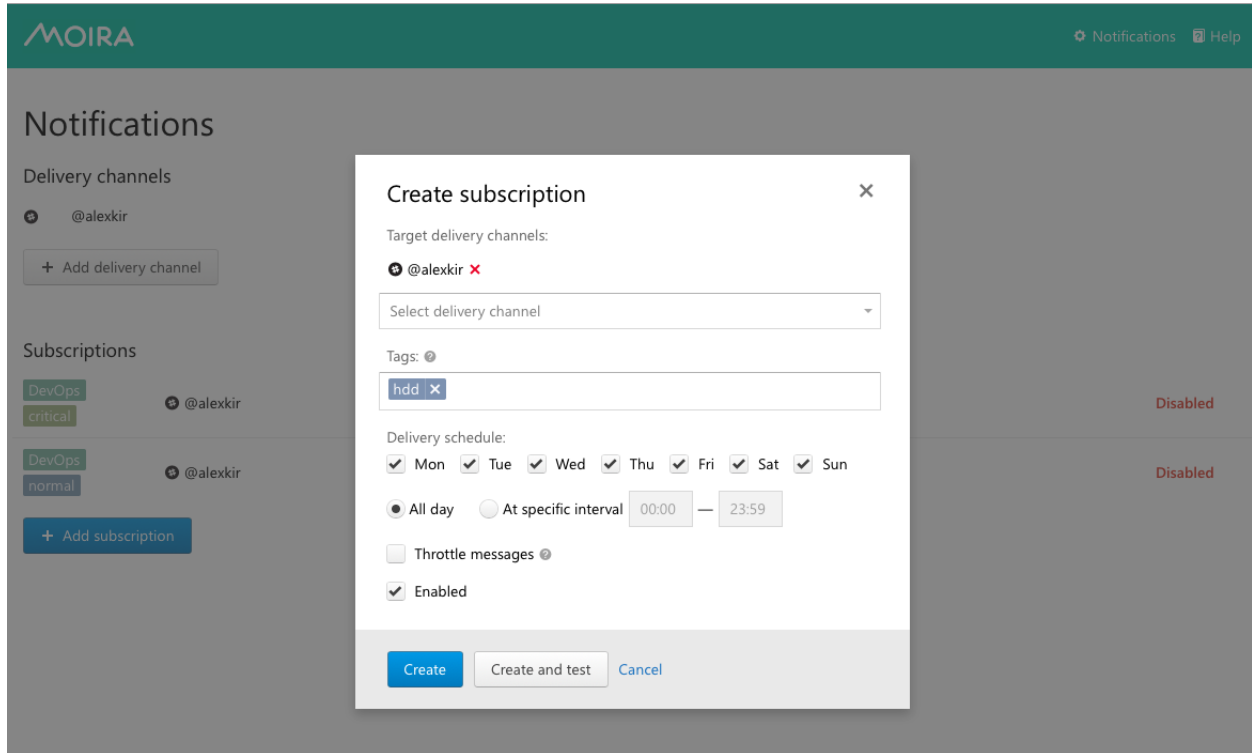 MOIRA
Notifications Help
Notifications
Delivery channels
@alexkir
+ Add delivery channel
Subscriptions
DevOps
critical
@alexkir
Disabled
DevOps
normal
@alexkir
Disabled
+ Add subscription
Create subscription
Target delivery channels:
@alexkir
Select delivery channel
Tags:
hdd
Delivery schedule:
Mon Tue Wed Thu Fri Sat Sun
All day At specific interval 00:00 — 23:59
Throttle messages
Enabled
Create Create and test Cancel